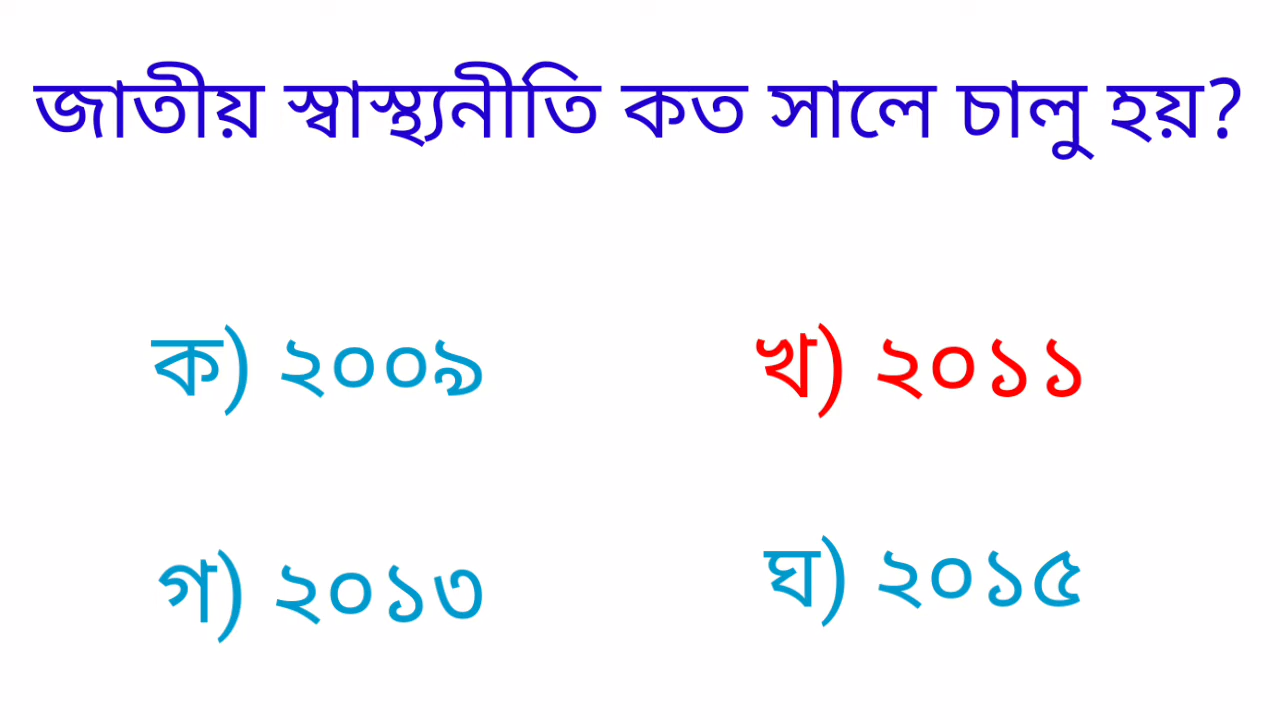 জাতীয় স্বাস্থ্যনীতি কত সালে চালু হয়?
ক) ২০০৯
খ) ২০১১
গ) ২০১৩
ঘ) ২০১৫